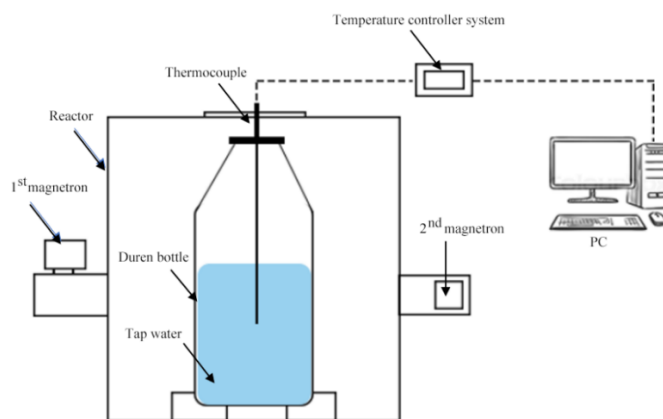 Temperature controller system
Thermocouple
Reactor
1st magnetron
2nd magnetron
PC
Duren bottle
Tap water